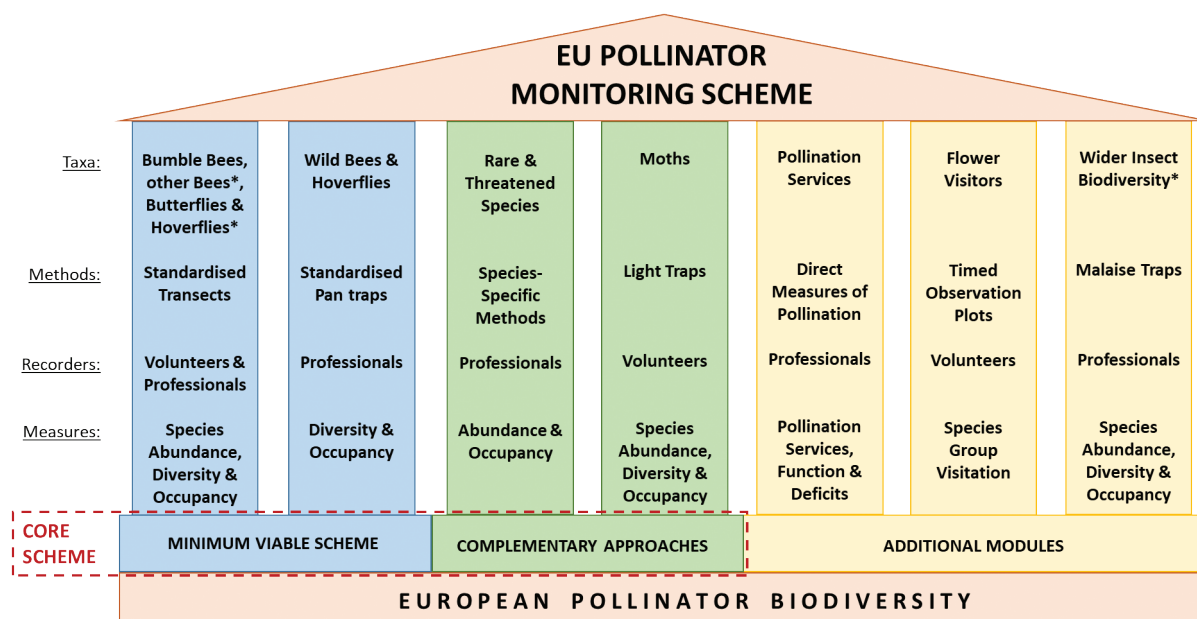 EU POLLINATOR
MONITORING SCHEME
Taxa:
Bumble Bees,
other Bees*,
Butterflies &
Hoverflies*
Wild Bees &
Hoverflies
Rare &
Threatened
Species
Moths
Pollination
Services
Flower
Visitors
Wider Insect
Biodiversity*
Methods:
Standardised
Transects
Standardised
Pan traps
Species-
Specific
Methods
Light Traps
Direct
Measures of
Pollination
Timed
Observation
Plots
Malaise Traps
Recorders:
Volunteers &
Professionals
Professionals
Professionals
Volunteers
Professionals
Volunteers
Professionals
Measures:
Species
Abundance,
Diversity &
Occupancy
Diversity &
Occupancy
Abundance &
Occupancy
Species
Abundance,
Diversity &
Occupancy
Pollination
Services,
Function &
Deficits
Species
Group
Visitation
Species
Abundance,
Diversity &
Occupancy
CORE
SCHEME
MINIMUM VIABLE SCHEME
COMPLEMENTARY APPROACHES
ADDITIONAL MODULES
EUROPEAN POLLINATOR BIODIVERSITY